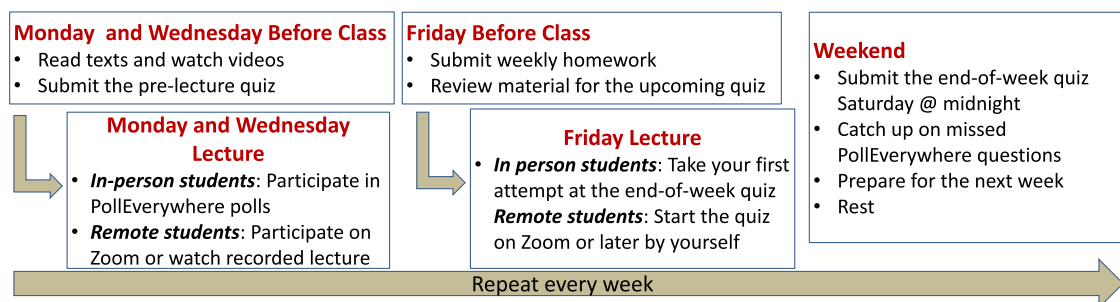 Monday and Wednesday Before Class
• Read texts and watch videos
• Submit the pre-lecture quiz
Monday and Wednesday
Lecture
• In-person students: Participate in
PollEverywhere polls
• Remote students: Participate on
Zoom or watch recorded lecture
Friday Before Class
• Submit weekly homework
• Review material for the upcoming quiz
Friday Lecture
• In person students: Take your first
attempt at the end-of-week quiz
Remote students: Start the quiz
on Zoom or later by yourself
Weekend
• Submit the end-of-week quiz
Saturday @ midnight
• Catch up on missed
PollEverywhere questions
• Prepare for the next week
• Rest
Repeat every week